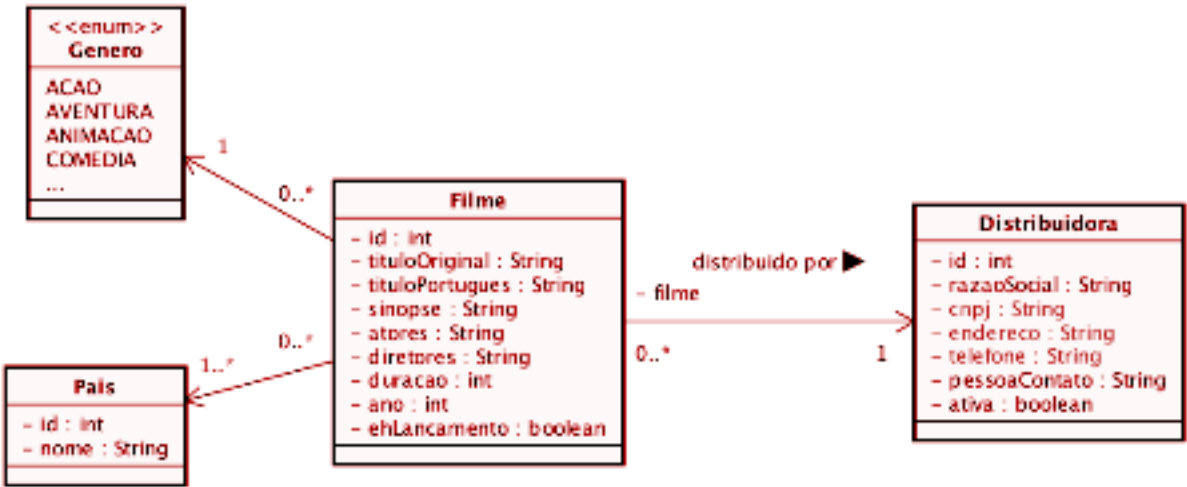 <<enum>>
Genero
ACAO
AVENTURA
ANIMACAO
COMEDIA
...
1
0..*
Filme
- id : int
- tituloOriginal : String
- tituloPortugues : String
- sinopse : String
- atores : String
- diretores : String
- duracao : int
- ano : int
- ehLancamento : boolean
0..*
1..*
Pais
- id : int
- nome : String
distribuido por
- filme
0..*
1
Distribuidora
- id : int
- razaoSocial : String
- cnpj : String
- endereco : String
- telefone : String
- pessoaContato : String
- ativa : boolean